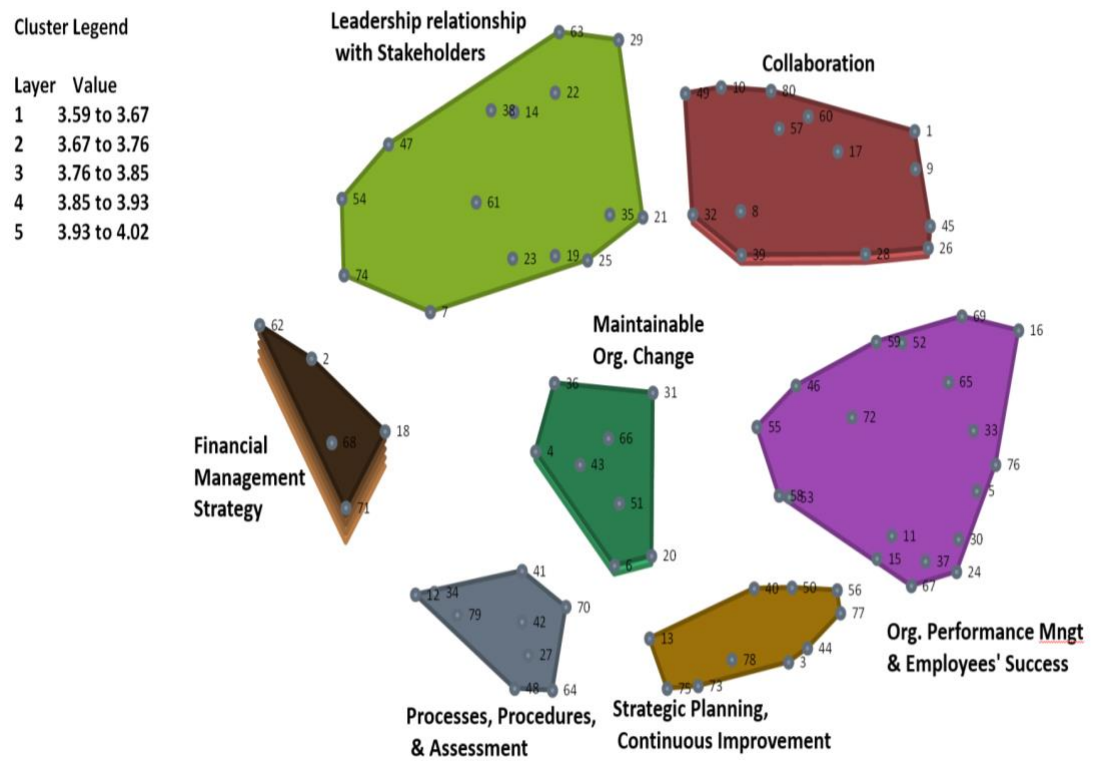 Cluster Legend
Layer Value
1 3.59 to 3.67
2 3.67 to 3.76
3 3.76 to 3.85
4 3.85 to 3.93
5 3.93 to 4.02
Leadership relationship
with Stakeholders
63
29
22
38 14
47
54
61
35 21
23 19 25
74
7
Collaboration
49 10 80
60
57
1
17
9
32 8
45
39 28 26
62
2
18
68
71
Financial
Management
Strategy
Maintainable
Org. Change
36 31
66
4 43
51
6 20
69
16
59 52
46 65
72
55 33
76
58 53 5
11 30
15 37
24
67
Org. Performance Mngt
& Employees' Success
41
12 34
79 42 70
27
48 64
Processes, Procedures,
& Assessment
40 50 56
77
13
44
78 3
75 73
Strategic Planning,
Continuous Improvement